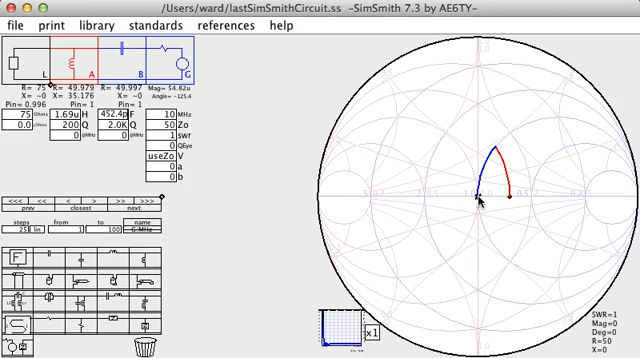 /Users/ward/lastSimSmithCircuit.ss -SimSmith 7.3 by AE6TY-
file print library standards references help
L A B G
R= 75 R= 49.979 R= 49.997 Mag= 54.82u
X= ~0 X= 35.176 X= ~0 Angle= -125.4
Pin= 0.996 Pin= 1 Pin= 1
75 Ohms 1.69u H 452.4p F 10 MHz
0.0 200 Q 2.0K Q 50 Zo
0 @MHz 0 @MHz 1 swr
QEye
useZo V
0 a
0 b
<<< << < > >> >>>
prev closest next
steps from to name
25 lin 1 100 G.MHz
F
x1
SWR=1
Mag=0
Deg=0
R=50
X=0